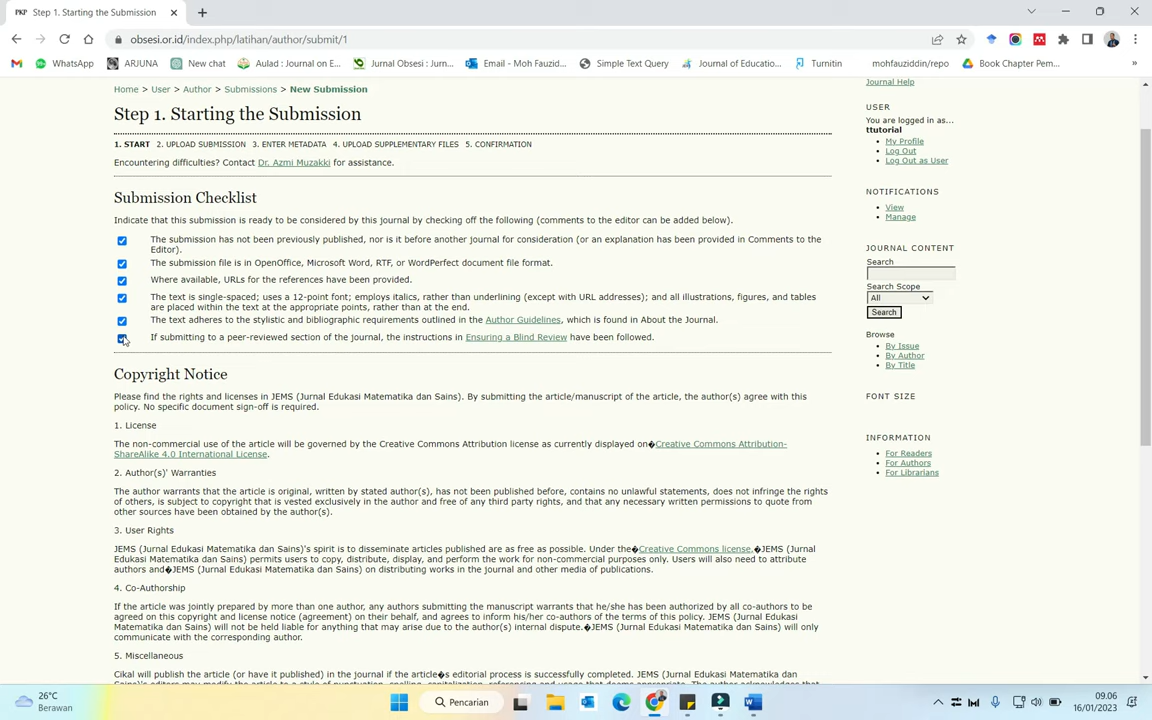 PKP Step 1. Starting the Submission
obsesi.or.id/index.php/latihan/author/submit/1
WhatsApp ARJUNA New chat Aulad : Journal on E... Jurnal Obsesi : Jurn... Email - Moh Fauzid... Simple Text Query Journal of Educatio... Turnitin mohfauziddin/repo Book Chapter Pem... »
Home > User > Author > Submissions > New Submission
Step 1. Starting the Submission
1. START 2. UPLOAD SUBMISSION 3. ENTER METADATA 4. UPLOAD SUPPLEMENTARY FILES 5. CONFIRMATION
Encountering difficulties? Contact Dr. Azmi Muzakki for assistance.
Submission Checklist
Indicate that this submission is ready to be considered by this journal by checking off the following (comments to the editor can be added below).
The submission has not been previously published, nor is it before another journal for consideration (or an explanation has been provided in Comments to the
Editor).
The submission file is in OpenOffice, Microsoft Word, RTF, or WordPerfect document file format.
Where available, URLs for the references have been provided.
The text is single-spaced; uses a 12-point font; employs italics, rather than underlining (except with URL addresses); and all illustrations, figures, and tables
are placed within the text at the appropriate points, rather than at the end.
The text adheres to the stylistic and bibliographic requirements outlined in the Author Guidelines, which is found in About the Journal.
If submitting to a peer-reviewed section of the journal, the instructions in Ensuring a Blind Review have been followed.
Copyright Notice
Please find the rights and licenses in JEMS (Jurnal Edukasi Matematika dan Sains). By submitting the article/manuscript of the article, the author(s) agree with this
policy. No specific document sign-off is required.
1. License
The non-commercial use of the article will be governed by the Creative Commons Attribution license as currently displayed on�Creative Commons Attribution-
ShareAlike 4.0 International License.
2. Author(s)' Warranties
The author warrants that the article is original, written by stated author(s), has not been published before, contains no unlawful statements, does not infringe the rights
of others, is subject to copyright that is vested exclusively in the author and free of any third party rights, and that any necessary written permissions to quote from
other sources have been obtained by the author(s).
3. User Rights
JEMS (Jurnal Edukasi Matematika dan Sains)'s spirit is to disseminate articles published are as free as possible. Under the�Creative Commons license,�JEMS (Jurnal
Edukasi Matematika dan Sains) permits users to copy, distribute, display, and perform the work for non-commercial purposes only. Users will also need to attribute
authors and�JEMS (Jurnal Edukasi Matematika dan Sains) on distributing works in the journal and other media of publications.
4. Co-Authorship
If the article was jointly prepared by more than one author, any authors submitting the manuscript warrants that he/she has been authorized by all co-authors to be
agreed on this copyright and license notice (agreement) on their behalf, and agrees to inform his/her co-authors of the terms of this policy. JEMS (Jurnal Edukasi
Matematika dan Sains) will not be held liable for anything that may arise due to the author(s) internal dispute.�JEMS (Jurnal Edukasi Matematika dan Sains) will only
communicate with the corresponding author.
5. Miscellaneous
Cikal will publish the article (or have it published) in the journal if the article�s editorial process is successfully completed. JEMS (Jurnal Edukasi Matematika dan
Journal Help
USER
You are logged in as...
ttutorial
My Profile
Log Out
Log Out as User
NOTIFICATIONS
View
Manage
JOURNAL CONTENT
Search
Search Scope
All
Search
Browse
By Issue
By Author
By Title
FONT SIZE
INFORMATION
For Readers
For Authors
For Librarians
26°C
Berawan
Pencarian
09.06
16/01/2023